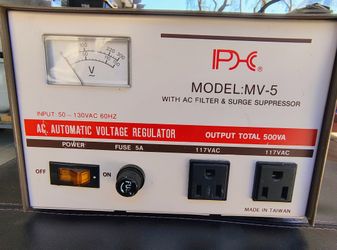 PHC®
V
MODEL:MV-5
WITH AC FILTER & SURGE SUPPRESSOR
INPUT: 50-130VAC 60HZ
AC. AUTOMATIC VOLTAGE REGULATOR
OUTPUT TOTAL 500VA
POWER
FUSE 5A
117VAC
117VAC
OFF
ON
MADE IN TAIWAN